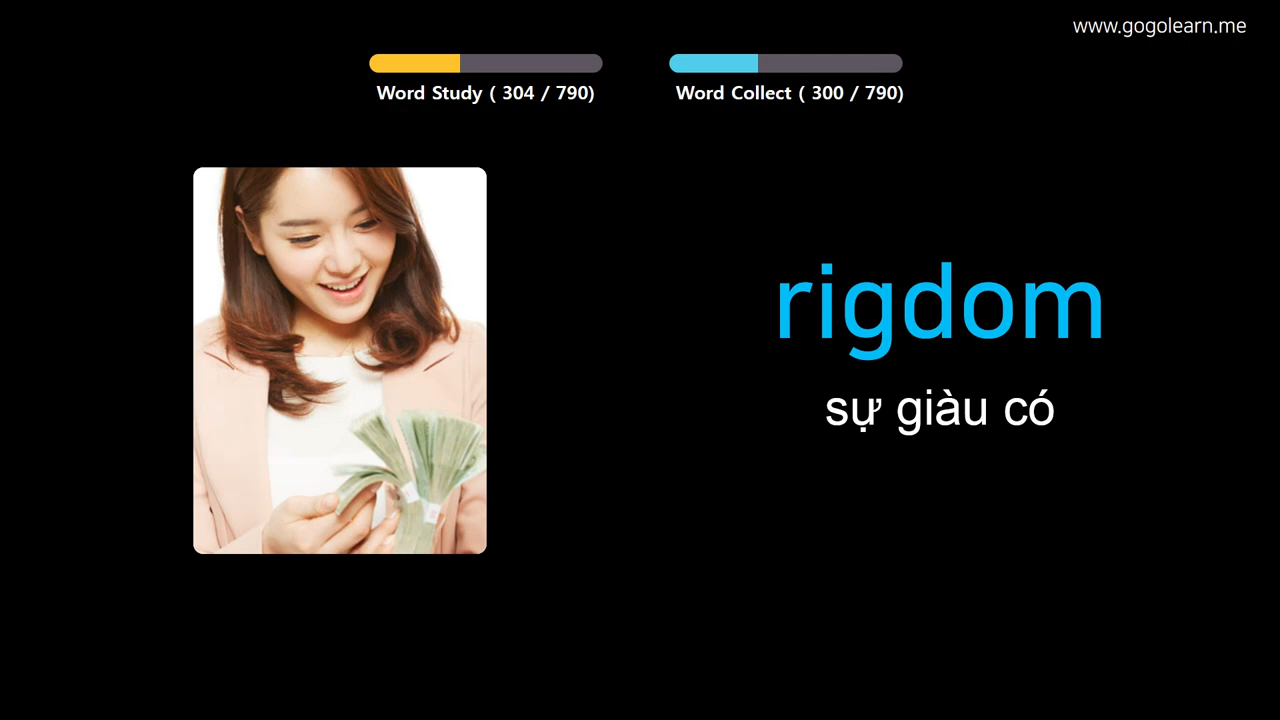 www.gogolearn.me
Word Study ( 304 / 790)
Word Collect ( 300 / 790)
rigdom
sự giàu có